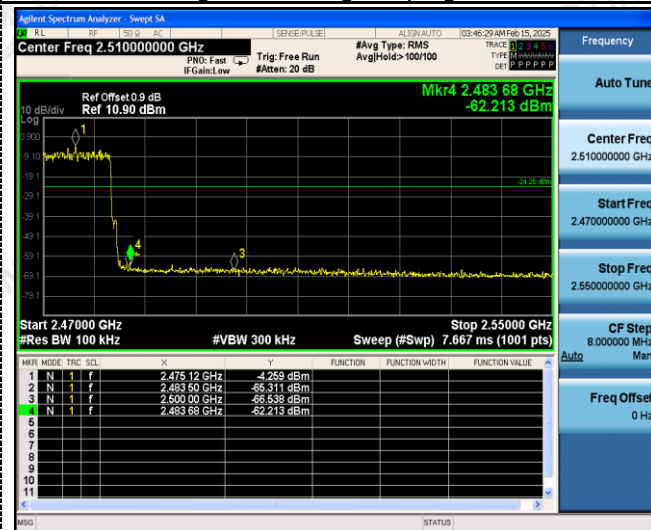 Agilent Spectrum Analyzer - Swept SA
RL RF 50 Ω AC SENSE:PULSE ALIGNAUTO 03:46:29 AM Feb 15, 2025
Center Freq 2.510000000 GHz #Avg Type: RMS TRACE 1 2 3 4 5 6
PNO: Fast Trig: Free Run Avg|Hold:> 100/100 TYPE M
IFGain:Low #Atten: 20 dB DET P P P P P P
Mkr4 2.483 68 GHz
Ref Offset 0.9 dB
10 dB/div Ref 10.90 dBm -62.213 dBm
Log
0.900
1
-9.10
-19.1
-24.26 dBm
-29.1
-39.1
-49.1
4
3
-59.1
-69.1
-79.1
Start 2.47000 GHz Stop 2.55000 GHz
#Res BW 100 kHz #VBW 300 kHz Sweep (#Swp) 7.667 ms (1001 pts)
MKR MODE TRC SCL X Y FUNCTION FUNCTION WIDTH FUNCTION VALUE
1 N 1 f 2.475 12 GHz -4.259 dBm
2 N 1 f 2.483 50 GHz -65.311 dBm
3 N 1 f 2.500 00 GHz -66.538 dBm
4 N 1 f 2.483 68 GHz -62.213 dBm
5
6
7
8
9
10
11
MSG STATUS
Frequency
Auto Tune
Center Freq
2.510000000 GHz
Start Freq
2.470000000 GHz
Stop Freq
2.550000000 GHz
CF Step
8.000000 MHz
Auto Man
Freq Offset
0 Hz